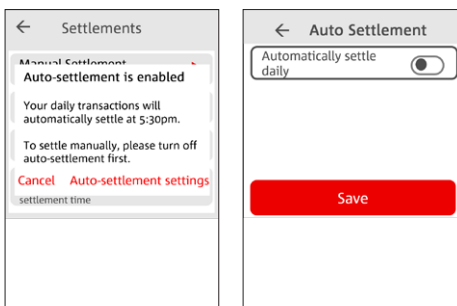 Settlements
Manual Settlement
Auto-settlement is enabled
Your daily transactions will
automatically settle at 5:30pm.
To settle manually, please turn off
auto-settlement first.
Cancel Auto-settlement settings
settlement time
Auto Settlement
Automatically settle
daily
Save